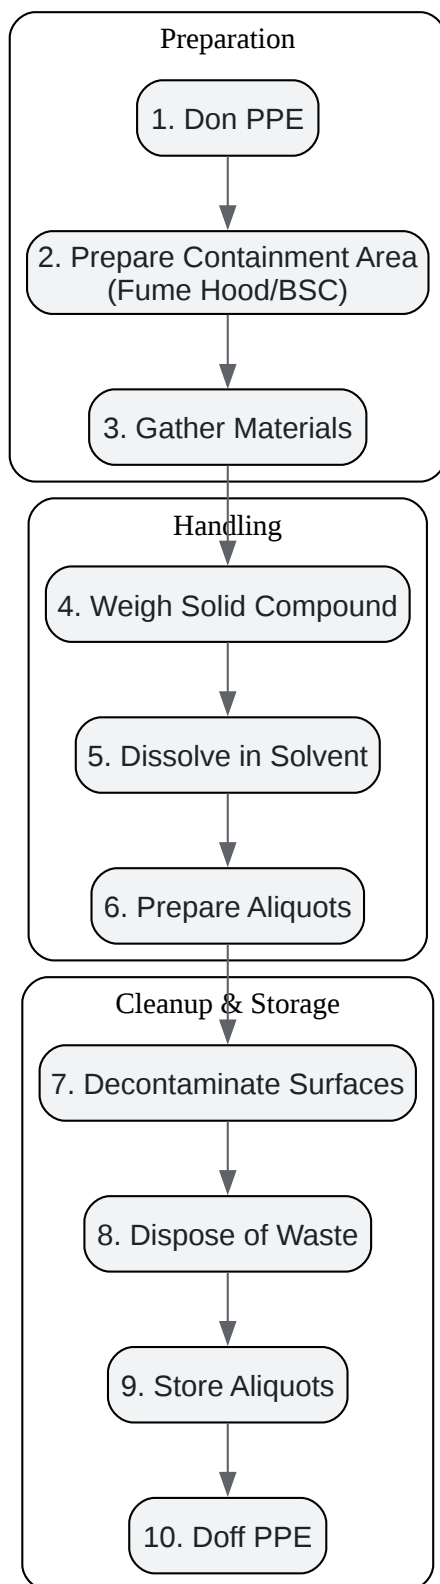 Preparation
1. Don PPE
2. Prepare Containment Area
(Fume Hood/BSC)
3. Gather Materials
Handling
4. Weigh Solid Compound
5. Dissolve in Solvent
6. Prepare Aliquots
Cleanup & Storage
7. Decontaminate Surfaces
8. Dispose of Waste
9. Store Aliquots
10. Doff PPE